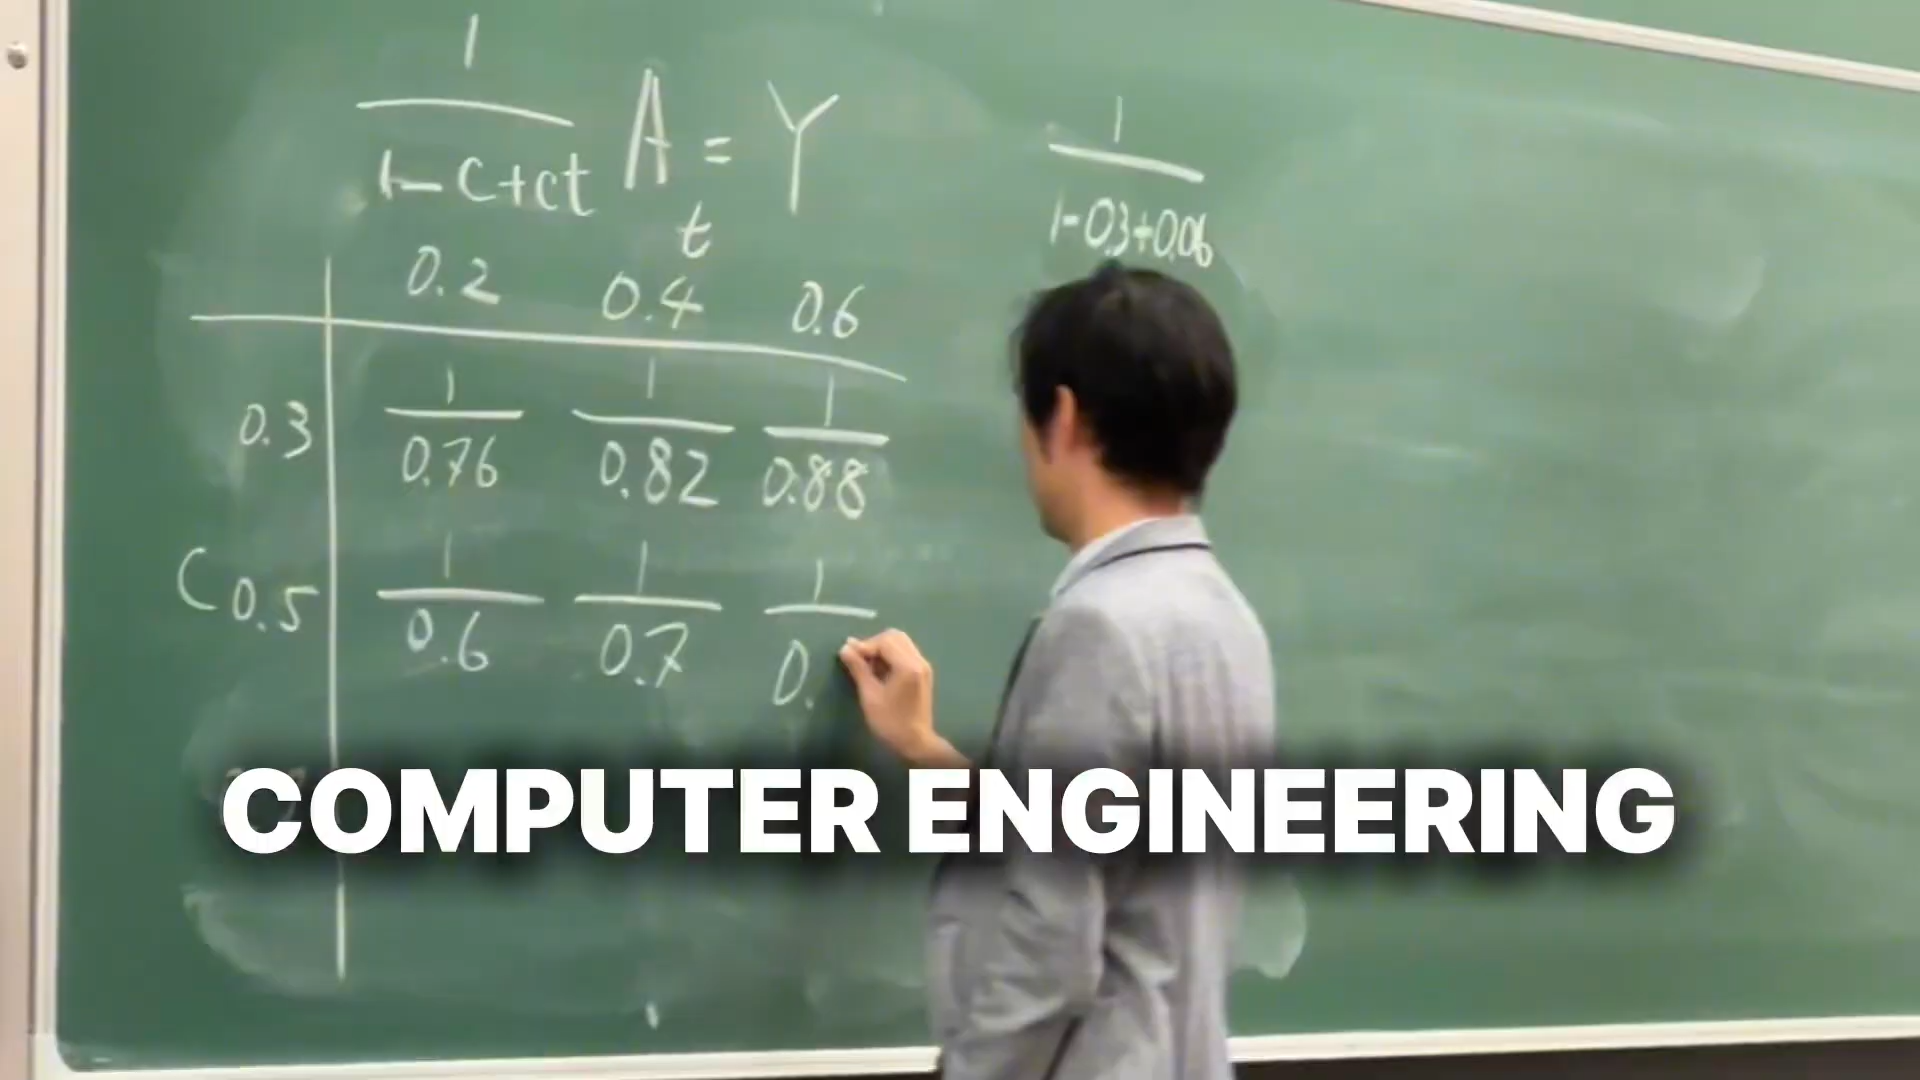 1
1-C+ct A = Y
1
1-0.3+0.06
t
0.2 0.4 0.6
0.3 1/0.76 1/0.82 1/0.88
C 0.5 1/0.6 1/0.7 1/0.
COMPUTER ENGINEERING